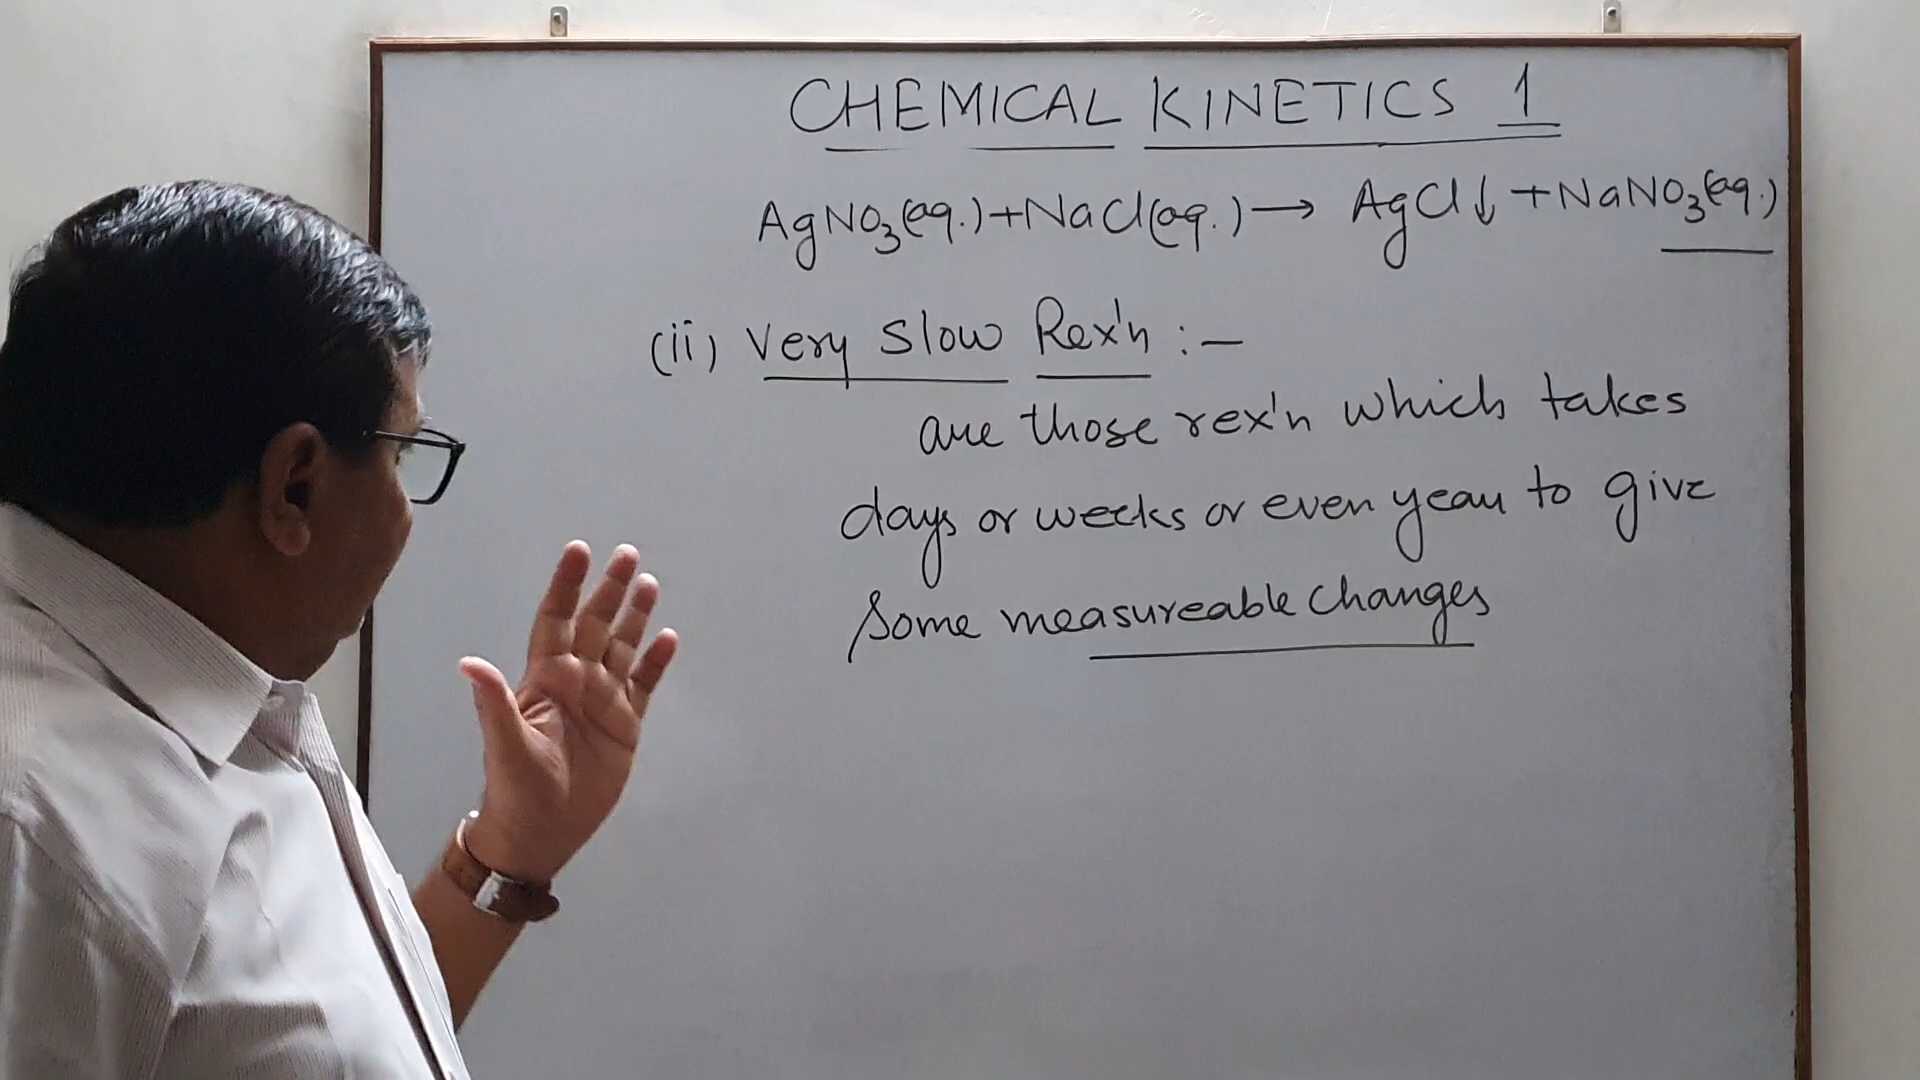 CHEMICAL KINETICS 1
AgNO₃(aq.)+NaCl(aq.)→ AgCl↓ +NaNO₃(aq.)
(ii) Very Slow Rex'n :—
are those rex'n which takes
days or weeks or even year to give
Some measureable changes